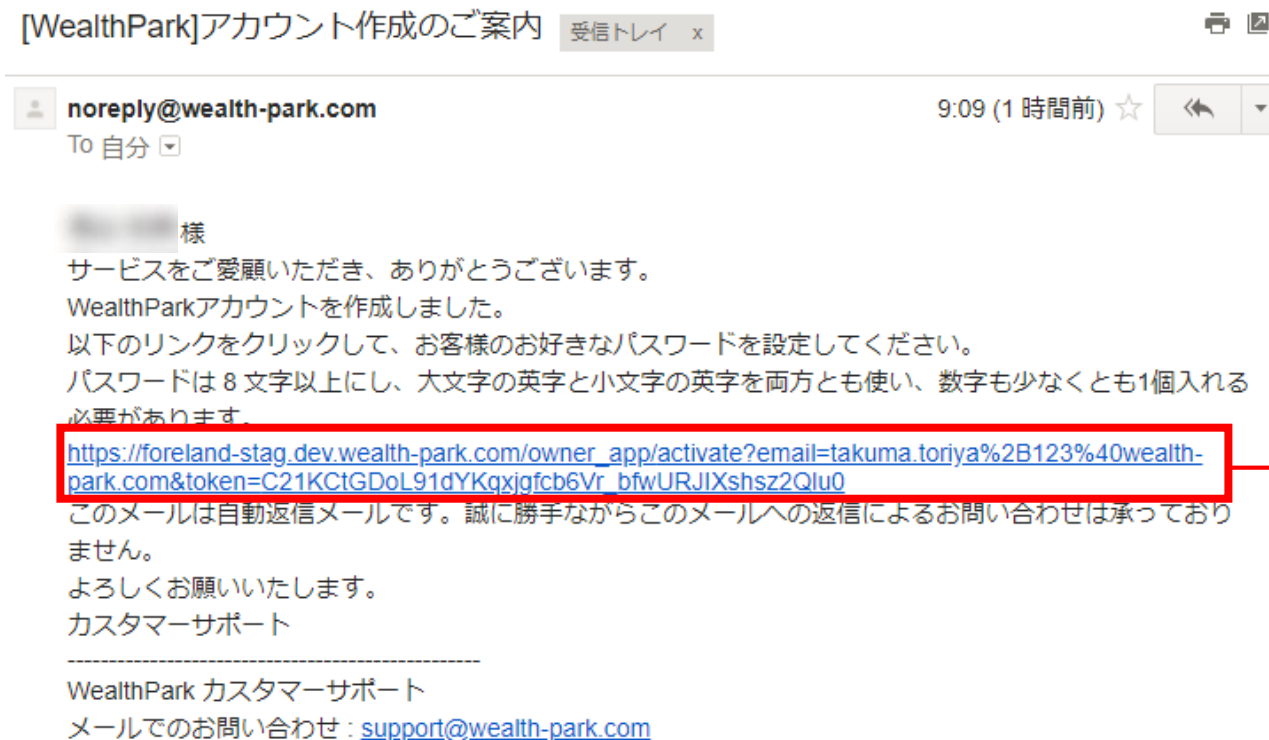 [WealthPark]アカウント作成のご案内 受信トレイ x
noreply@wealth-park.com 9:09 (1 時間前)
To 自分
様
サービスをご愛顧いただき、ありがとうございます。
WealthParkアカウントを作成しました。
以下のリンクをクリックして、お客様のお好きなパスワードを設定してください。
パスワードは 8 文字以上にし、大文字の英字と小文字の英字を両方とも使い、数字も少なくとも1個入れる
必要があります。
https://foreland-stag.dev.wealth-park.com/owner_app/activate?email=takuma.toriya%2B123%40wealth-
park.com&token=C21KCtGDoL91dYKqxjgfcb6Vr_bfwURJIXshsz2Qlu0
このメールは自動返信メールです。誠に勝手ながらこのメールへの返信によるお問い合わせは承っており
ません。
よろしくお願いいたします。
カスタマーサポート
--------------------------------------------------
WealthPark カスタマーサポート
メールでのお問い合わせ : support@wealth-park.com